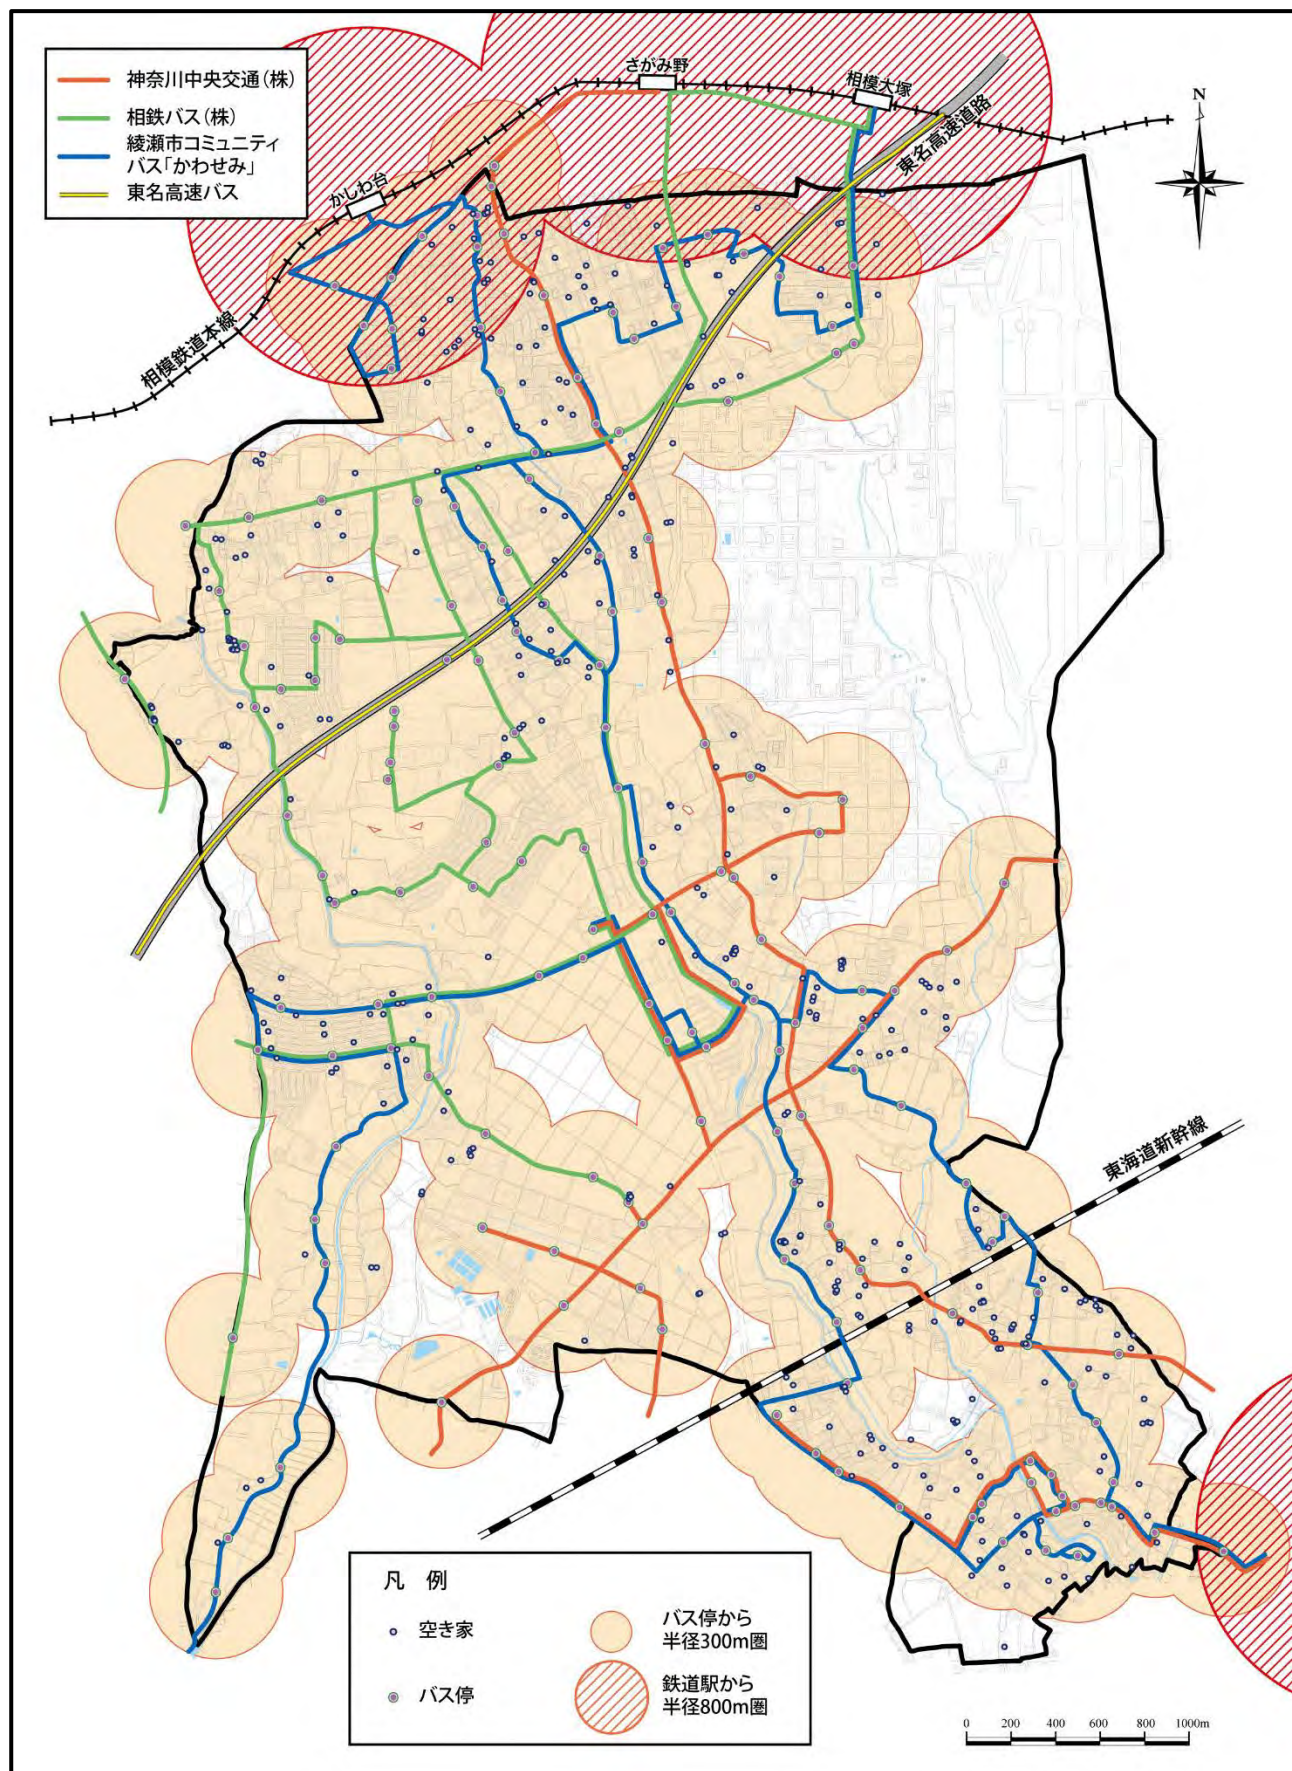 神奈川中央交通(株)
相鉄バス(株)
綾瀬市コミュニティ
バス「かわせみ」
東名高速バス
さがみ野
相模大塚
東名高速道路
かしわ台
相模鉄道本線
N
東海道新幹線
凡 例
空き家
バス停
バス停から
半径300m圏
鉄道駅から
半径800m圏
0 200 400 600 800 1000m